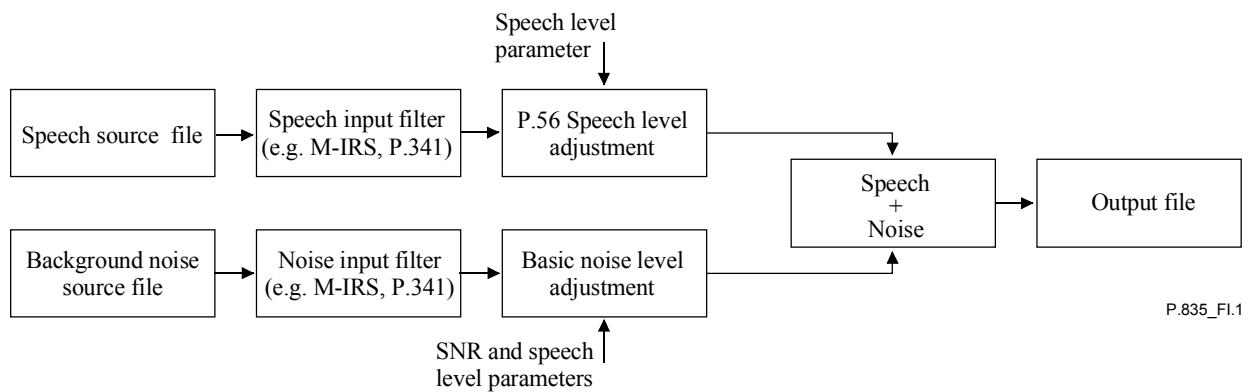 Speech level
parameter
Speech source file
Speech input filter
(e.g. M-IRS, P.341)
P.56 Speech level
adjustment
Speech
+
Noise
Output file
Background noise
source file
Noise input filter
(e.g. M-IRS, P.341)
Basic noise level
adjustment
SNR and speech
level parameters
P.835_FI.1